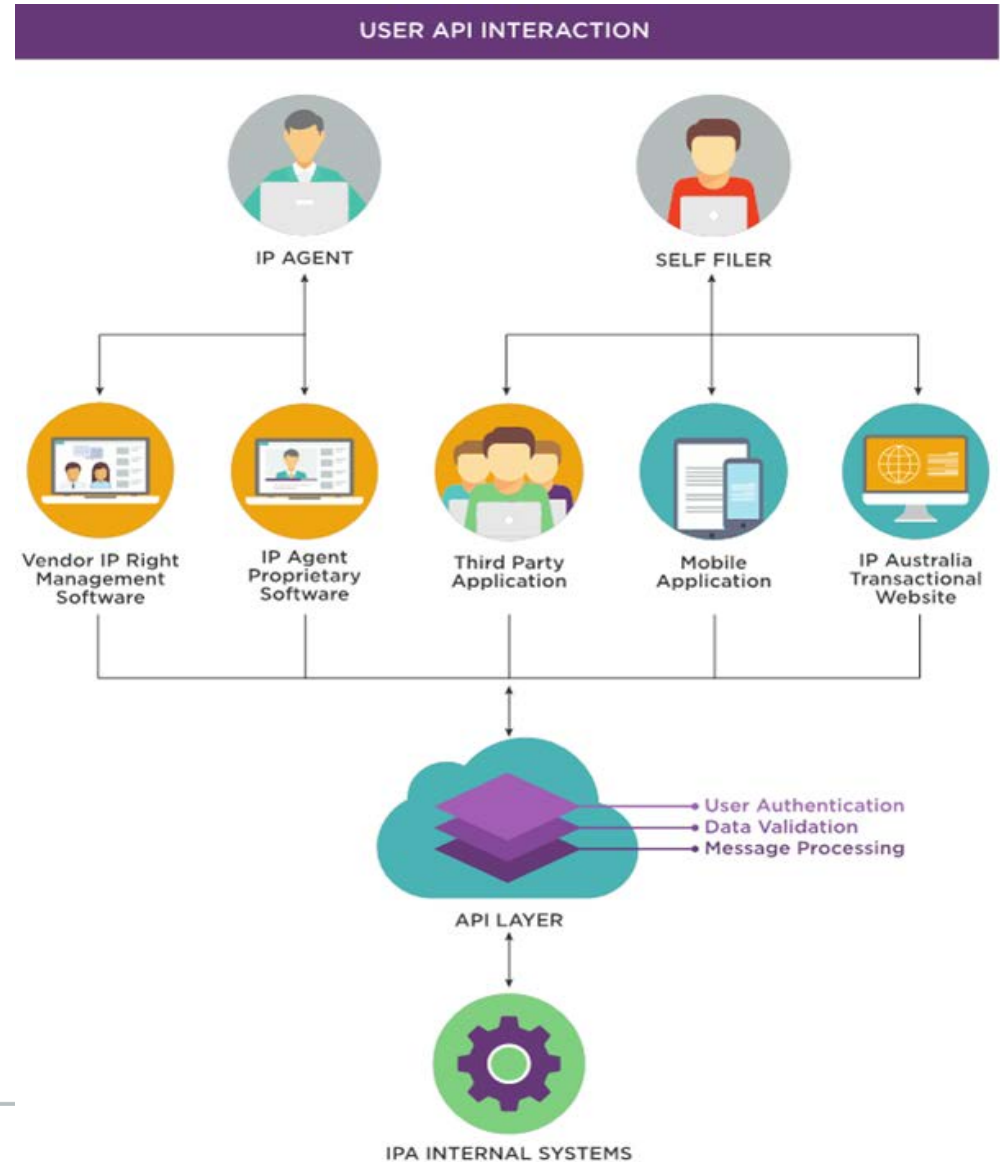 USER API INTERACTION
IP AGENT
SELF FILER
Vendor IP Right
Management
Software
IP Agent
Proprietary
Software
Third Party
Application
Mobile
Application
IP Australia
Transactional
Website
User Authentication
Data Validation
Message Processing
API LAYER
IPA INTERNAL SYSTEMS